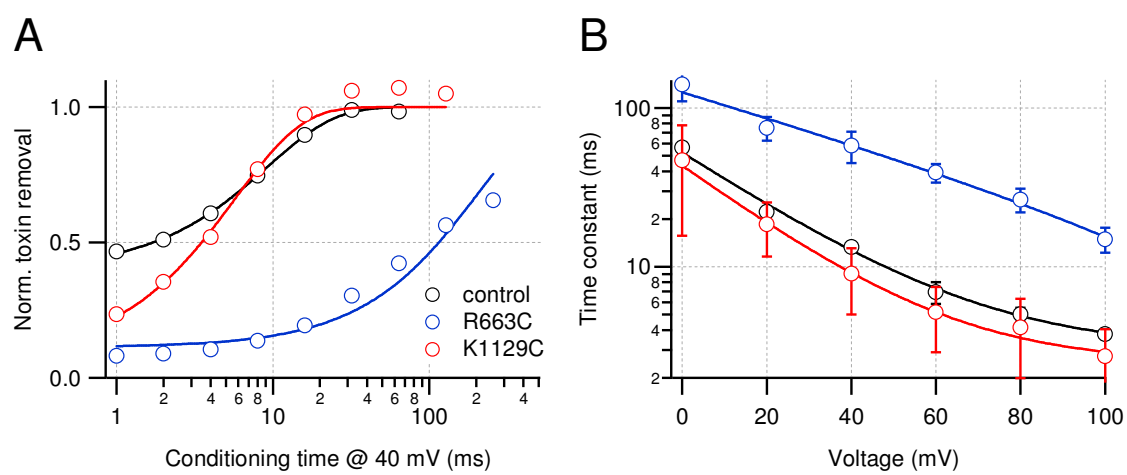 A
Norm. toxin removal
1.0
0.5
0.0
control
R663C
K1129C
1 2 4 6 8 10 2 4 6 8 100 2 4
Conditioning time @ 40 mV (ms)
B
Time constant (ms)
100
8
6
4
2
10
8
6
4
2
0 20 40 60 80 100
Voltage (mV)